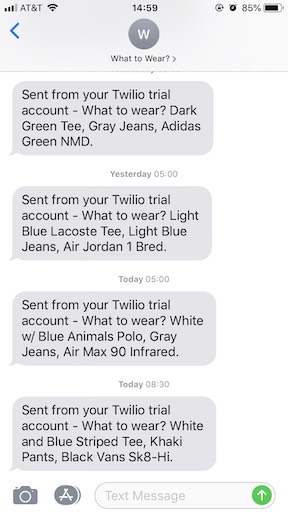 AT&T 14:59 85%
W
What to Wear? >
Sent from your Twilio trial
account - What to wear? Dark
Green Tee, Gray Jeans, Adidas
Green NMD.
Yesterday 05:00
Sent from your Twilio trial
account - What to wear? Light
Blue Lacoste Tee, Light Blue
Jeans, Air Jordan 1 Bred.
Today 05:00
Sent from your Twilio trial
account - What to wear? White
w/ Blue Animals Polo, Gray
Jeans, Air Max 90 Infrared.
Today 08:30
Sent from your Twilio trial
account - What to wear? White
and Blue Striped Tee, Khaki
Pants, Black Vans Sk8-Hi.
Text Message